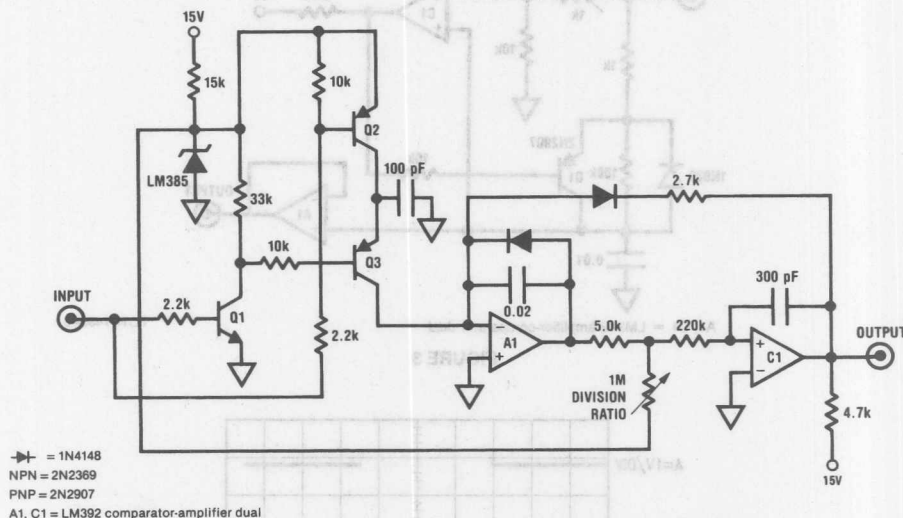 15V
15k
10k
Q2
100 pF
LM385
33k
2.7k
10k
Q3
300 pF
INPUT
2.2k
Q1
0.02
2.2k
A1
5.0k
220k
+
+
C1
−
OUTPUT
1M
DIVISION
RATIO
4.7k
15V
= 1N4148
NPN = 2N2369
PNP = 2N2907
A1, C1 = LM392 comparator-amplifier dual